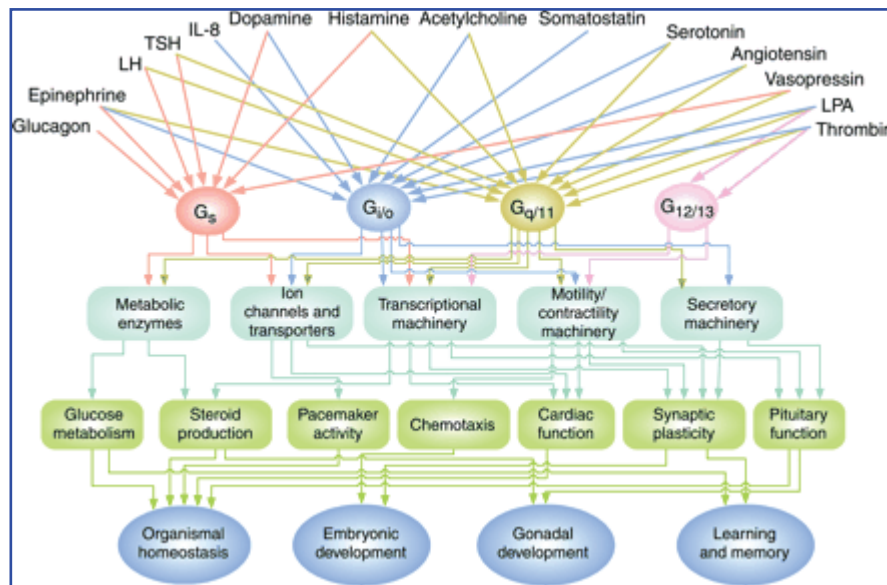 Dopamine
Histamine
Acetylcholine
Somatostatin
IL-8
Serotonin
TSH
Angiotensin
LH
Vasopressin
Epinephrine
LPA
Glucagon
Thrombin
Gs
Gi/o
Gq/11
G12/13
Metabolic
enzymes
Ion
channels and
transporters
Transcriptional
machinery
Motility/
contractility
machinery
Secretory
machinery
Glucose
metabolism
Steroid
production
Pacemaker
activity
Chemotaxis
Cardiac
function
Synaptic
plasticity
Pituitary
function
Organismal
homeostasis
Embryonic
development
Gonadal
development
Learning
and memory